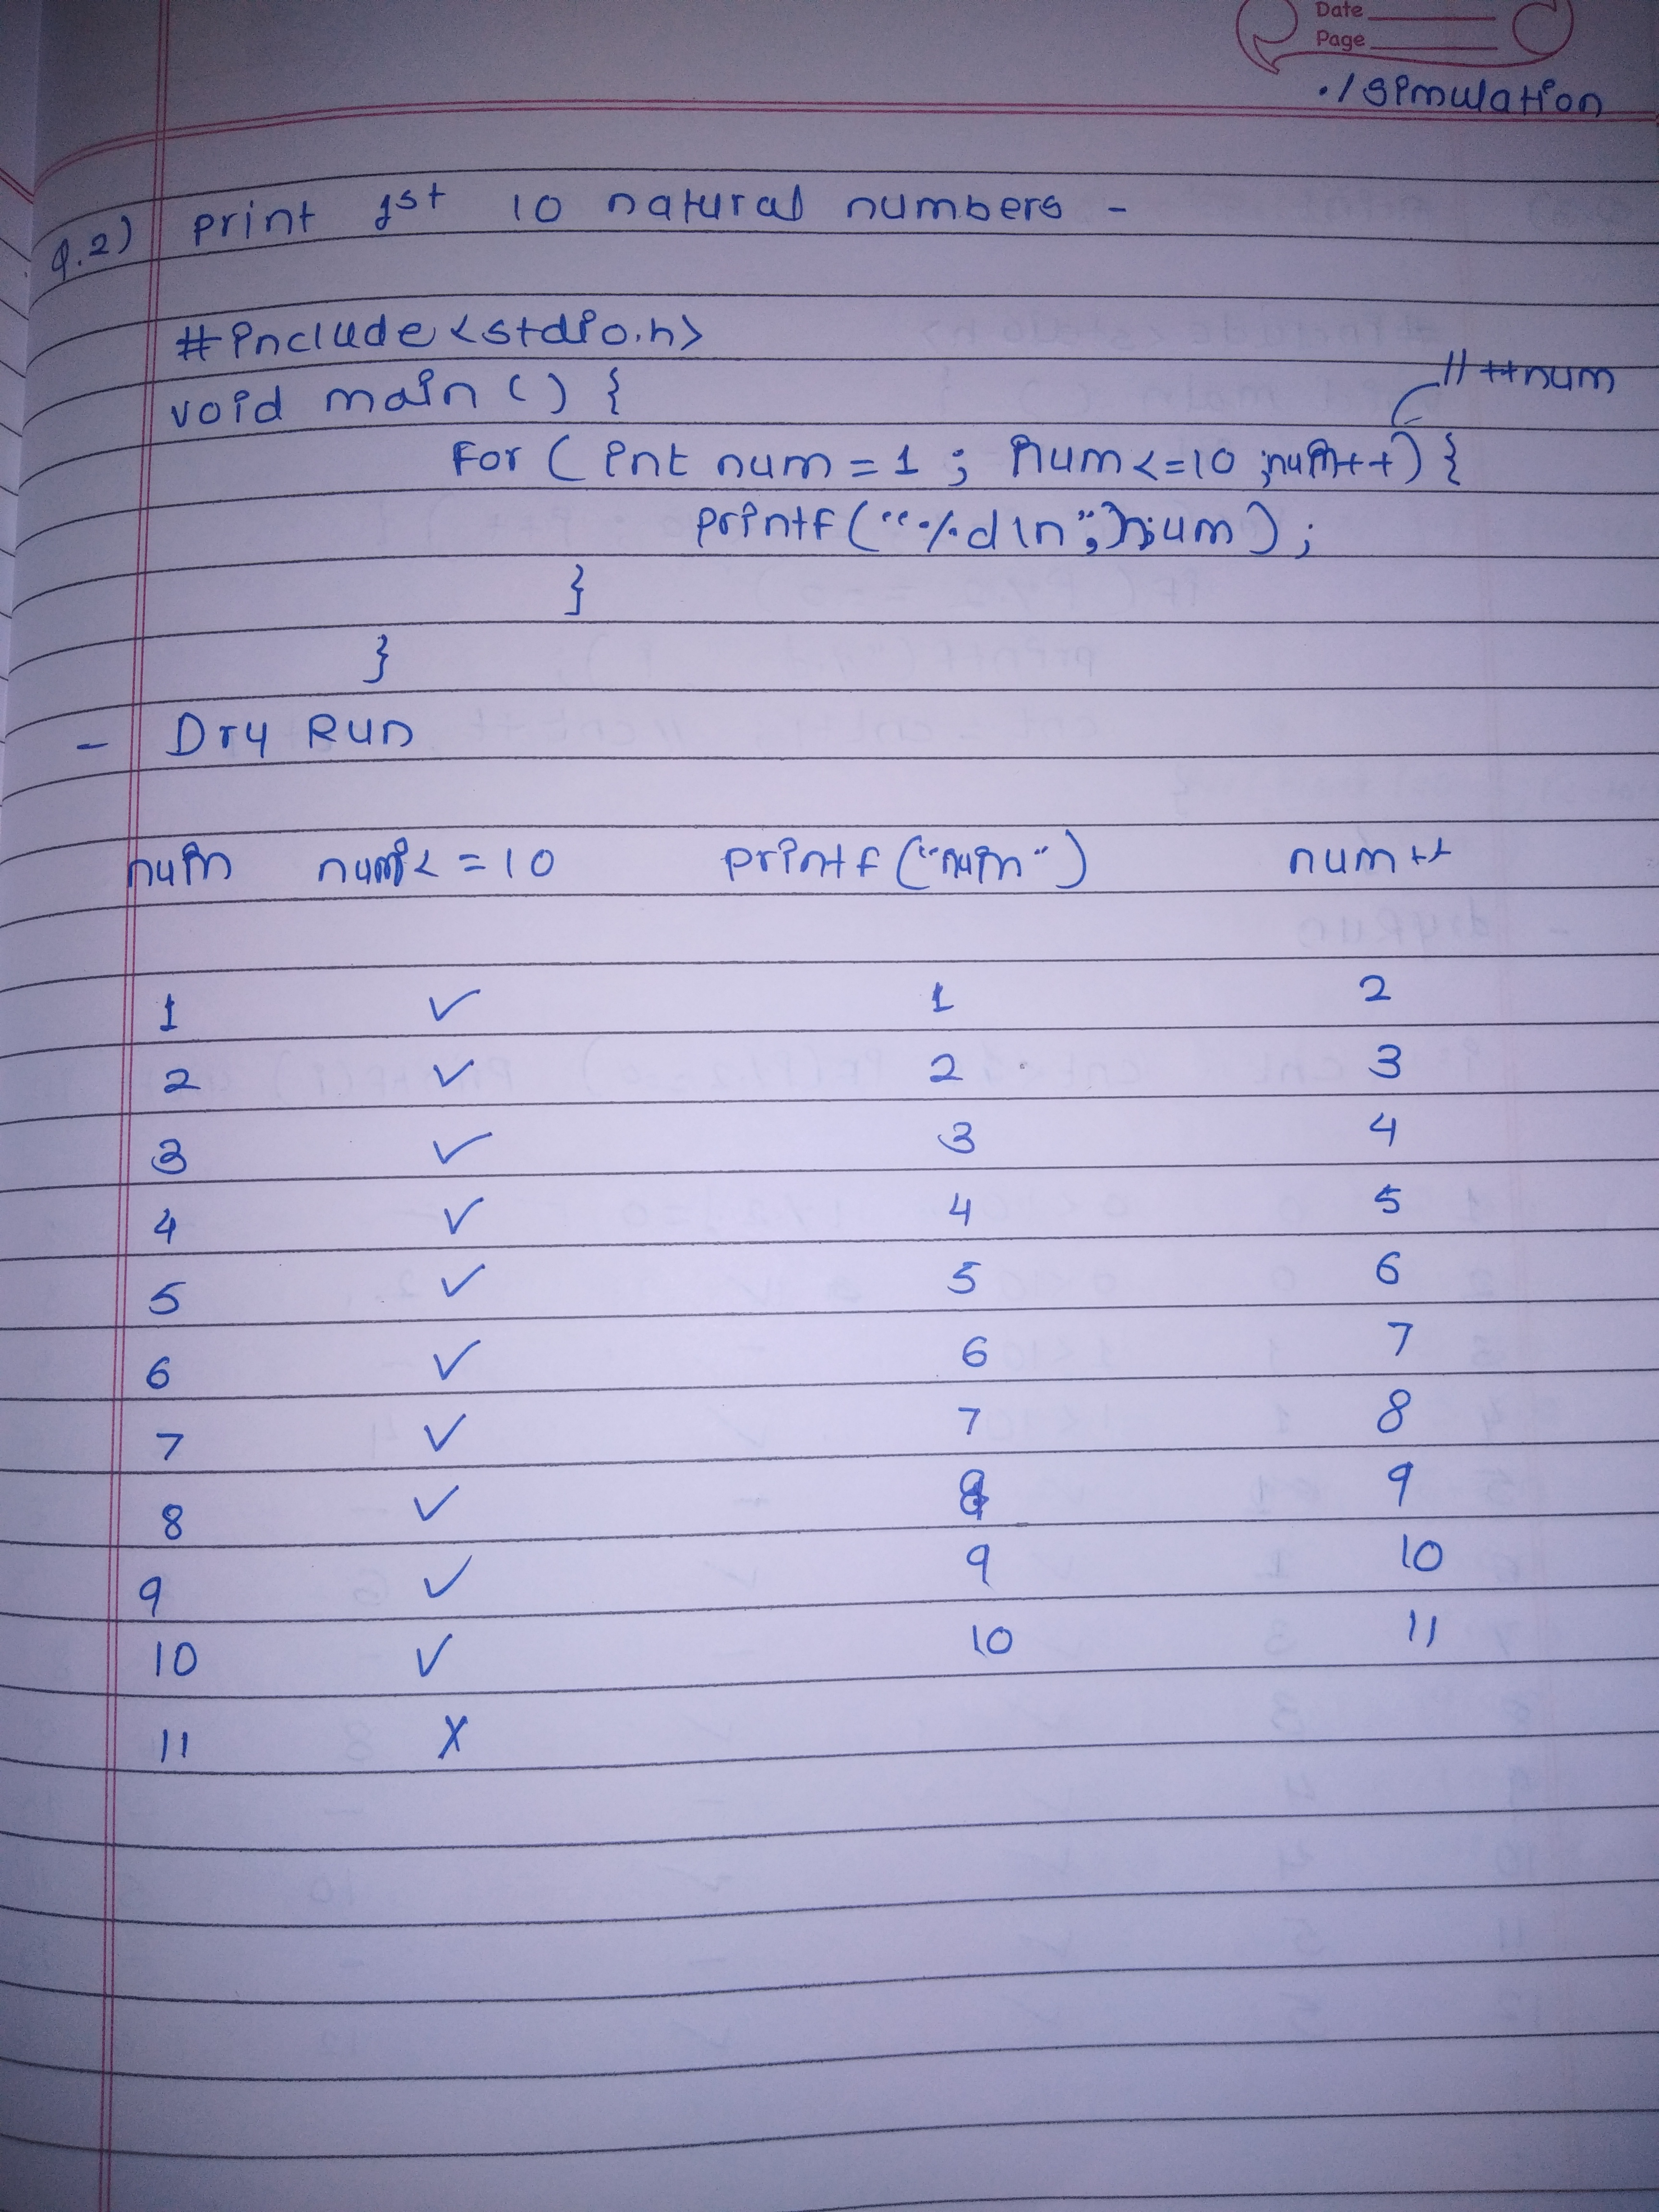 Date
Page
./simulation
Q.2) print 1st 10 natural numbers -
#include<stdio.h>
void main () {
// ++num
for ( int num = 1 ; num <= 10 ;num++) {
printf("%d \n", num);
}
}
- Dry Run
num num <= 10 printf("num") num++
1 ✓ 1 2
2 ✓ 2 3
3 ✓ 3 4
4 ✓ 4 5
5 ✓ 5 6
6 ✓ 6 7
7 ✓ 7 8
8 ✓ 8 9
9 ✓ 9 10
10 ✓ 10 11
11 X